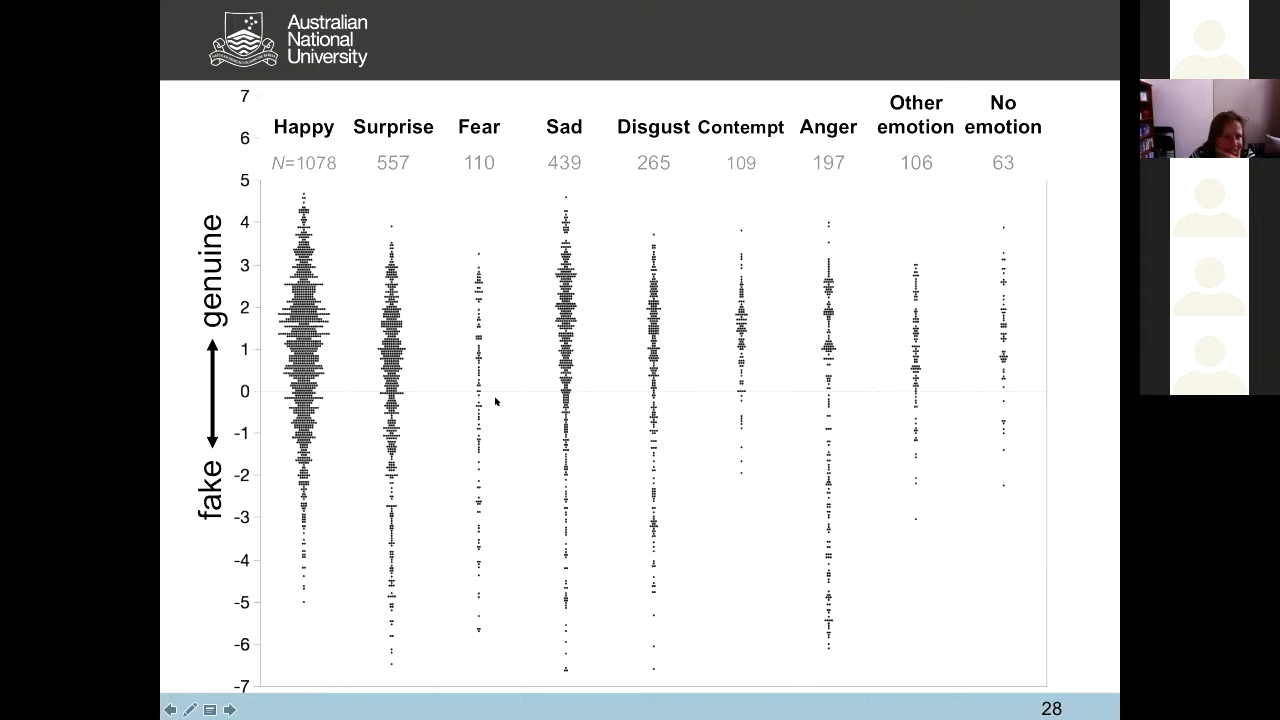 Australian
National
University
7
6
5
4
3
2
1
0
-1
-2
-3
-4
-5
-6
-7
fake
genuine
Happy
Surprise
Fear
Sad
Disgust
Contempt
Anger
Other
emotion
No
emotion
N=1078
557
110
439
265
109
197
106
63
28